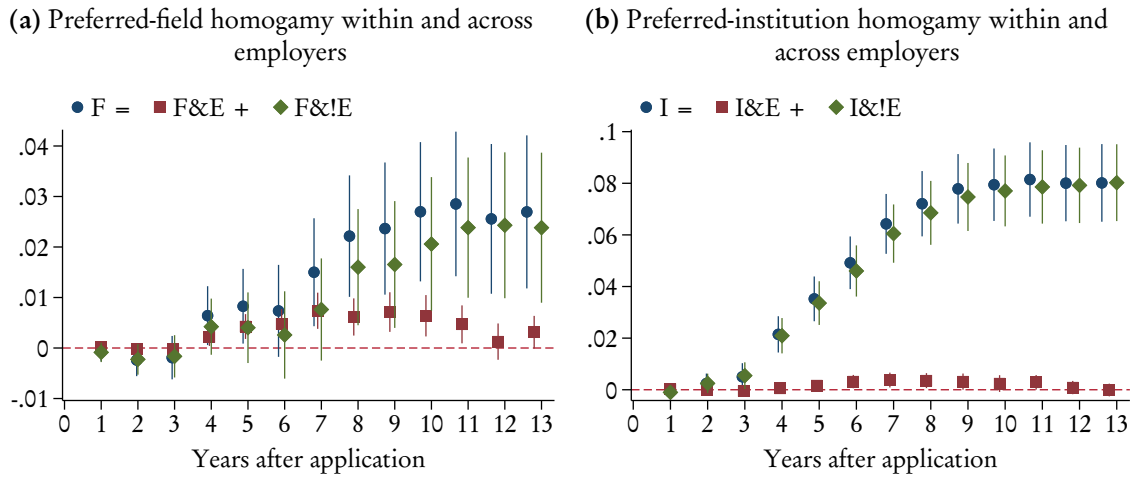 (a) Preferred-field homogamy within and across
employers
F = F&E + F&!E
.04
.03
.02
.01
0
-.01
0 1 2 3 4 5 6 7 8 9 10 11 12 13
Years after application
(b) Preferred-institution homogamy within and
across employers
I = I&E + I&!E
.1
.08
.06
.04
.02
0
0 1 2 3 4 5 6 7 8 9 10 11 12 13
Years after application